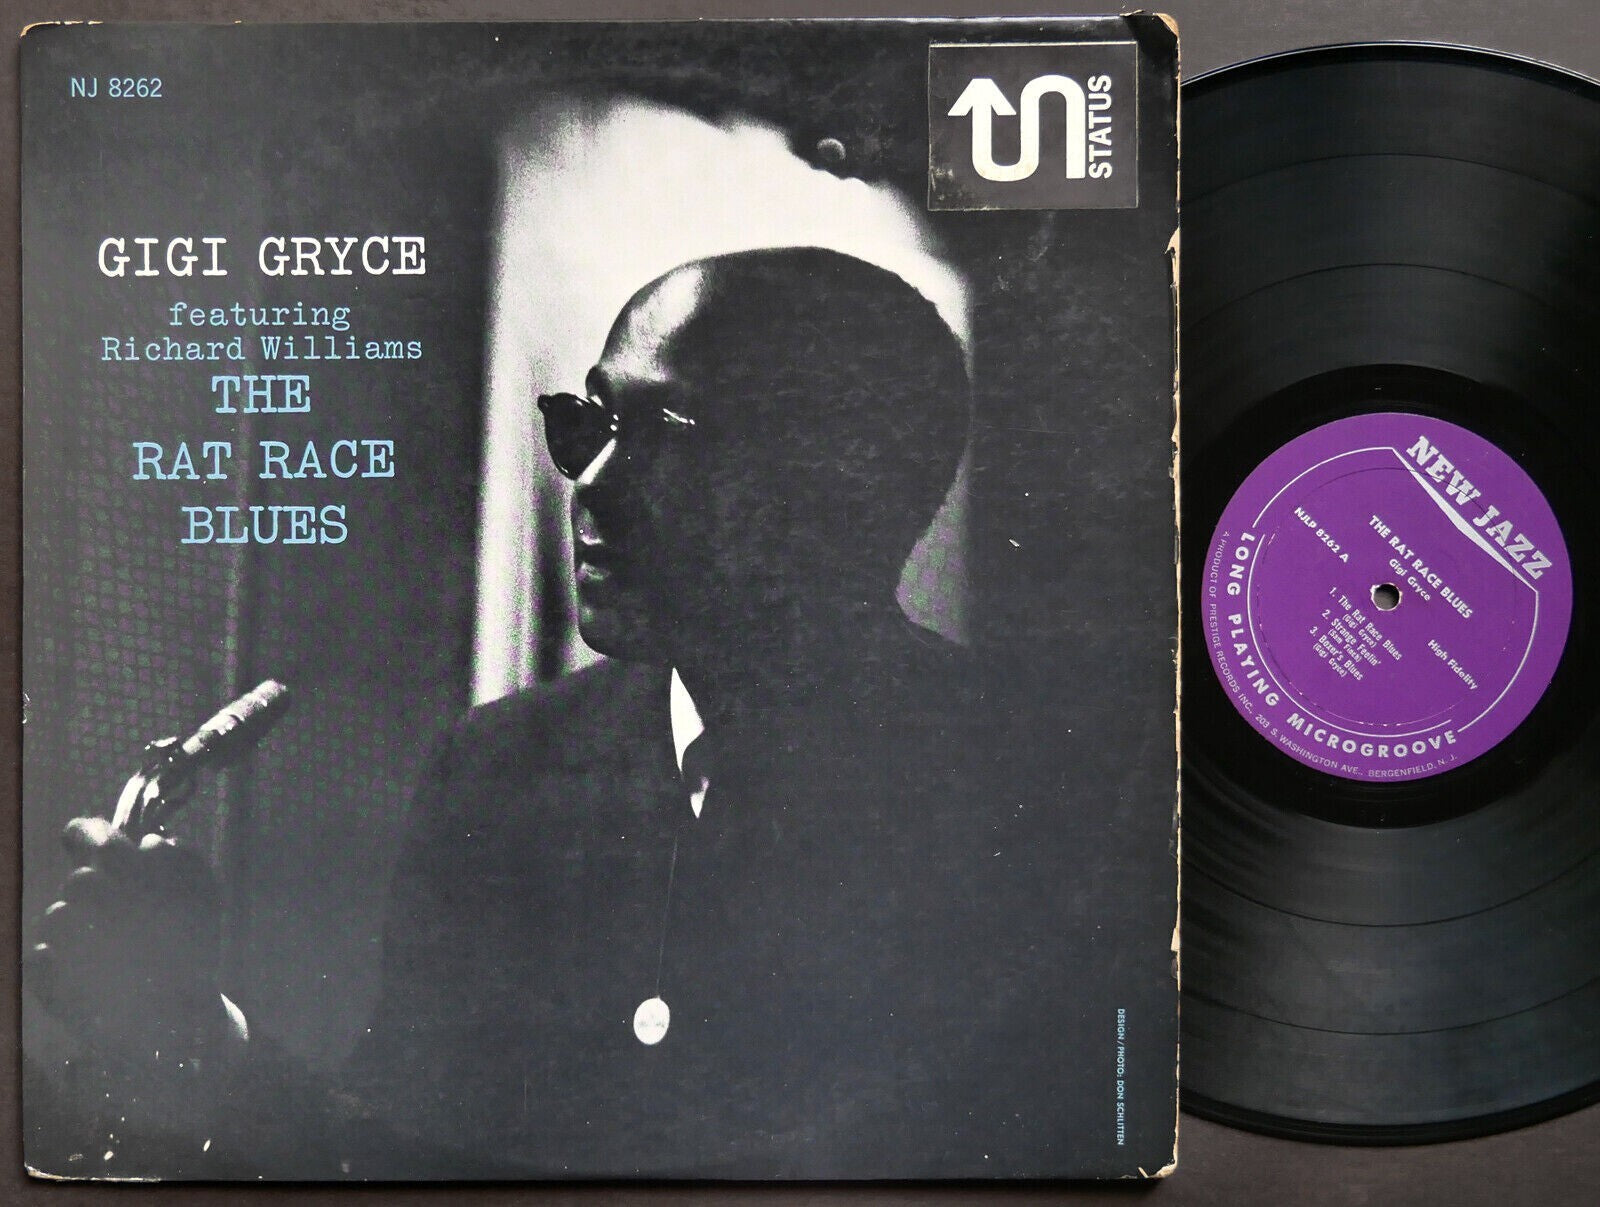 NJ 8262
STATUS
GIGI GRYCE
featuring
Richard Williams
THE
RAT RACE
BLUES
DESIGN/PHOTO: DON SCHLITTEN
NEW JAZZ
THE RAT RACE BLUES
Gigi Gryce
NJLP 8262 A
High Fidelity
1. The Rat Race Blues
(Gigi Gryce)
2. Strange Feelin'
(Sam Finch)
3. Boxer's Blues
(Gigi Gryce)
LONG PLAYING MICROGROOVE
A PRODUCT OF PRESTIGE RECORDS INC., 203 S. WASHINGTON AVE., BERGENFIELD, N. J.